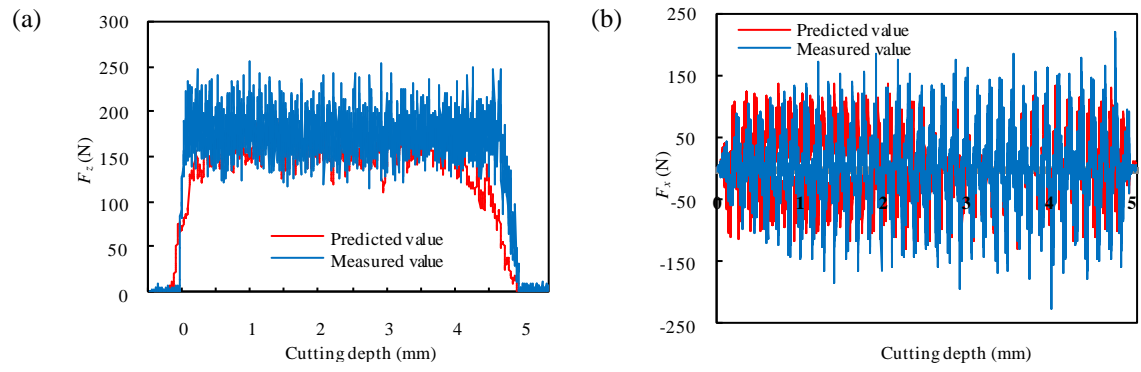 (a)
300
250
200
150
100
50
0
F z (N)
Predicted value
Measured value
0 1 2 3 4 5
Cutting depth (mm)
(b)
250
150
50
-50
-150
-250
F x (N)
Predicted value
Measured value
0 1 2 3 4 5
Cutting depth (mm)